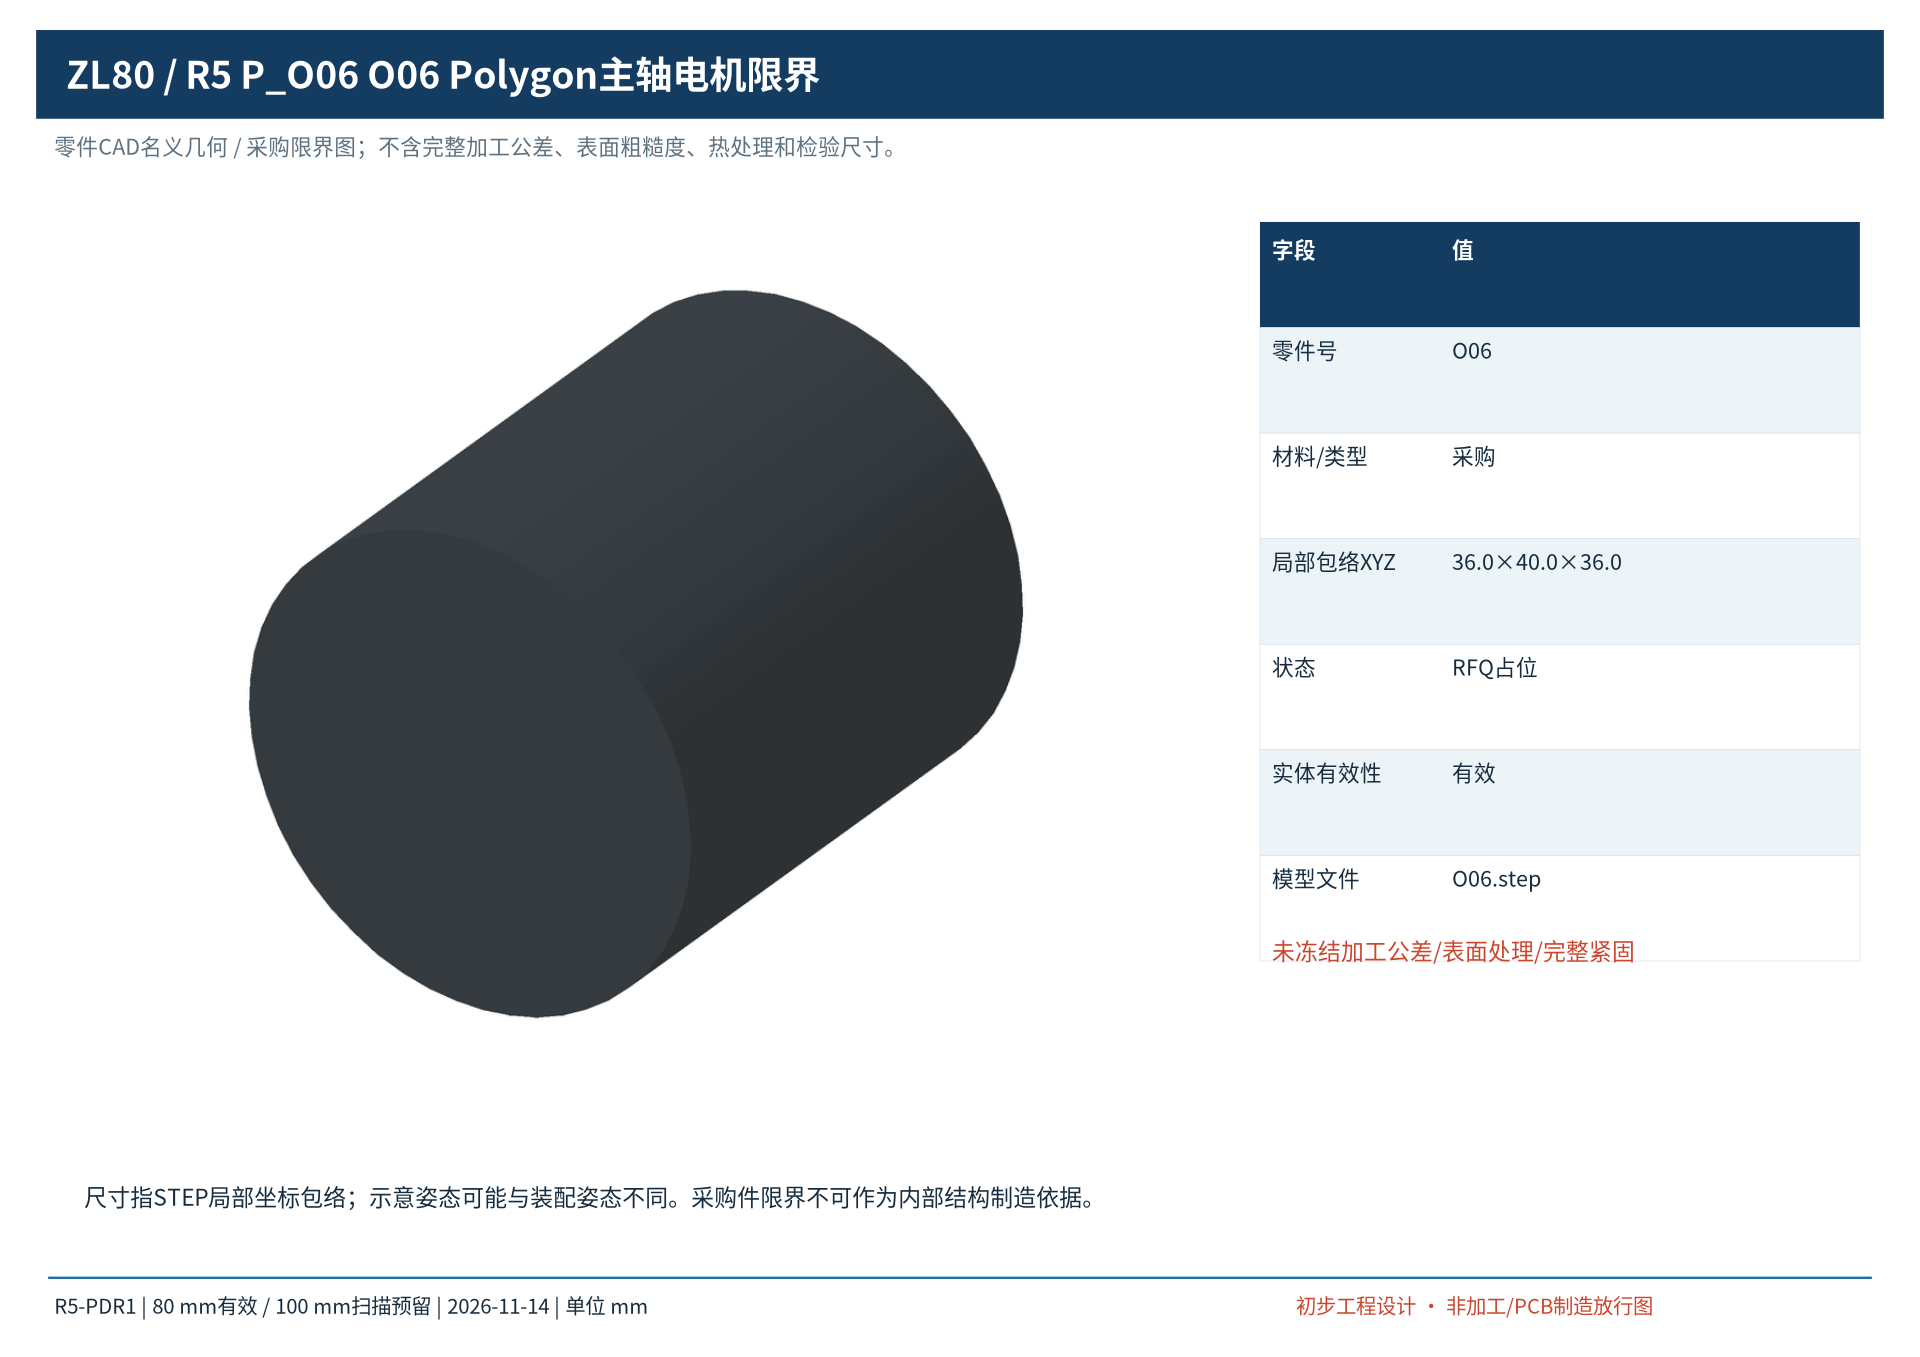 ZL80 / R5 P_O06 O06 Polygon主轴电机限界
零件CAD名义几何 / 采购限界图；不含完整加工公差、表面粗糙度、热处理和检验尺寸。
字段 值
零件号 O06
材料/类型 采购
局部包络XYZ 36.0×40.0×36.0
状态 RFQ占位
实体有效性 有效
模型文件 O06.step
未冻结加工公差/表面处理/完整紧固
尺寸指STEP局部坐标包络；示意姿态可能与装配姿态不同。采购件限界不可作为内部结构制造依据。
R5-PDR1 | 80 mm有效 / 100 mm扫描预留 | 2026-11-14 | 单位 mm
初步工程设计 · 非加工/PCB制造放行图